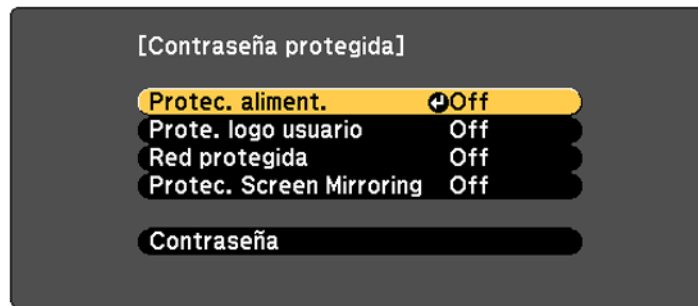 [Contraseña protegida]
Protec. aliment. Off
Prote. logo usuario Off
Red protegida Off
Protec. Screen Mirroring Off
Contraseña